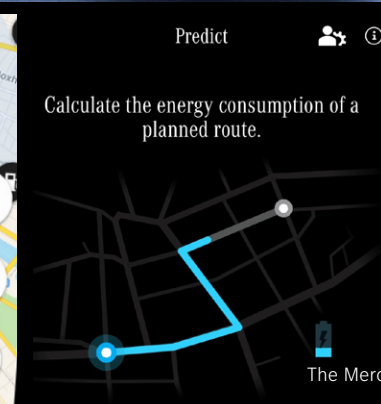 Predict
Calculate the energy consumption of a
planned route.
The Merc